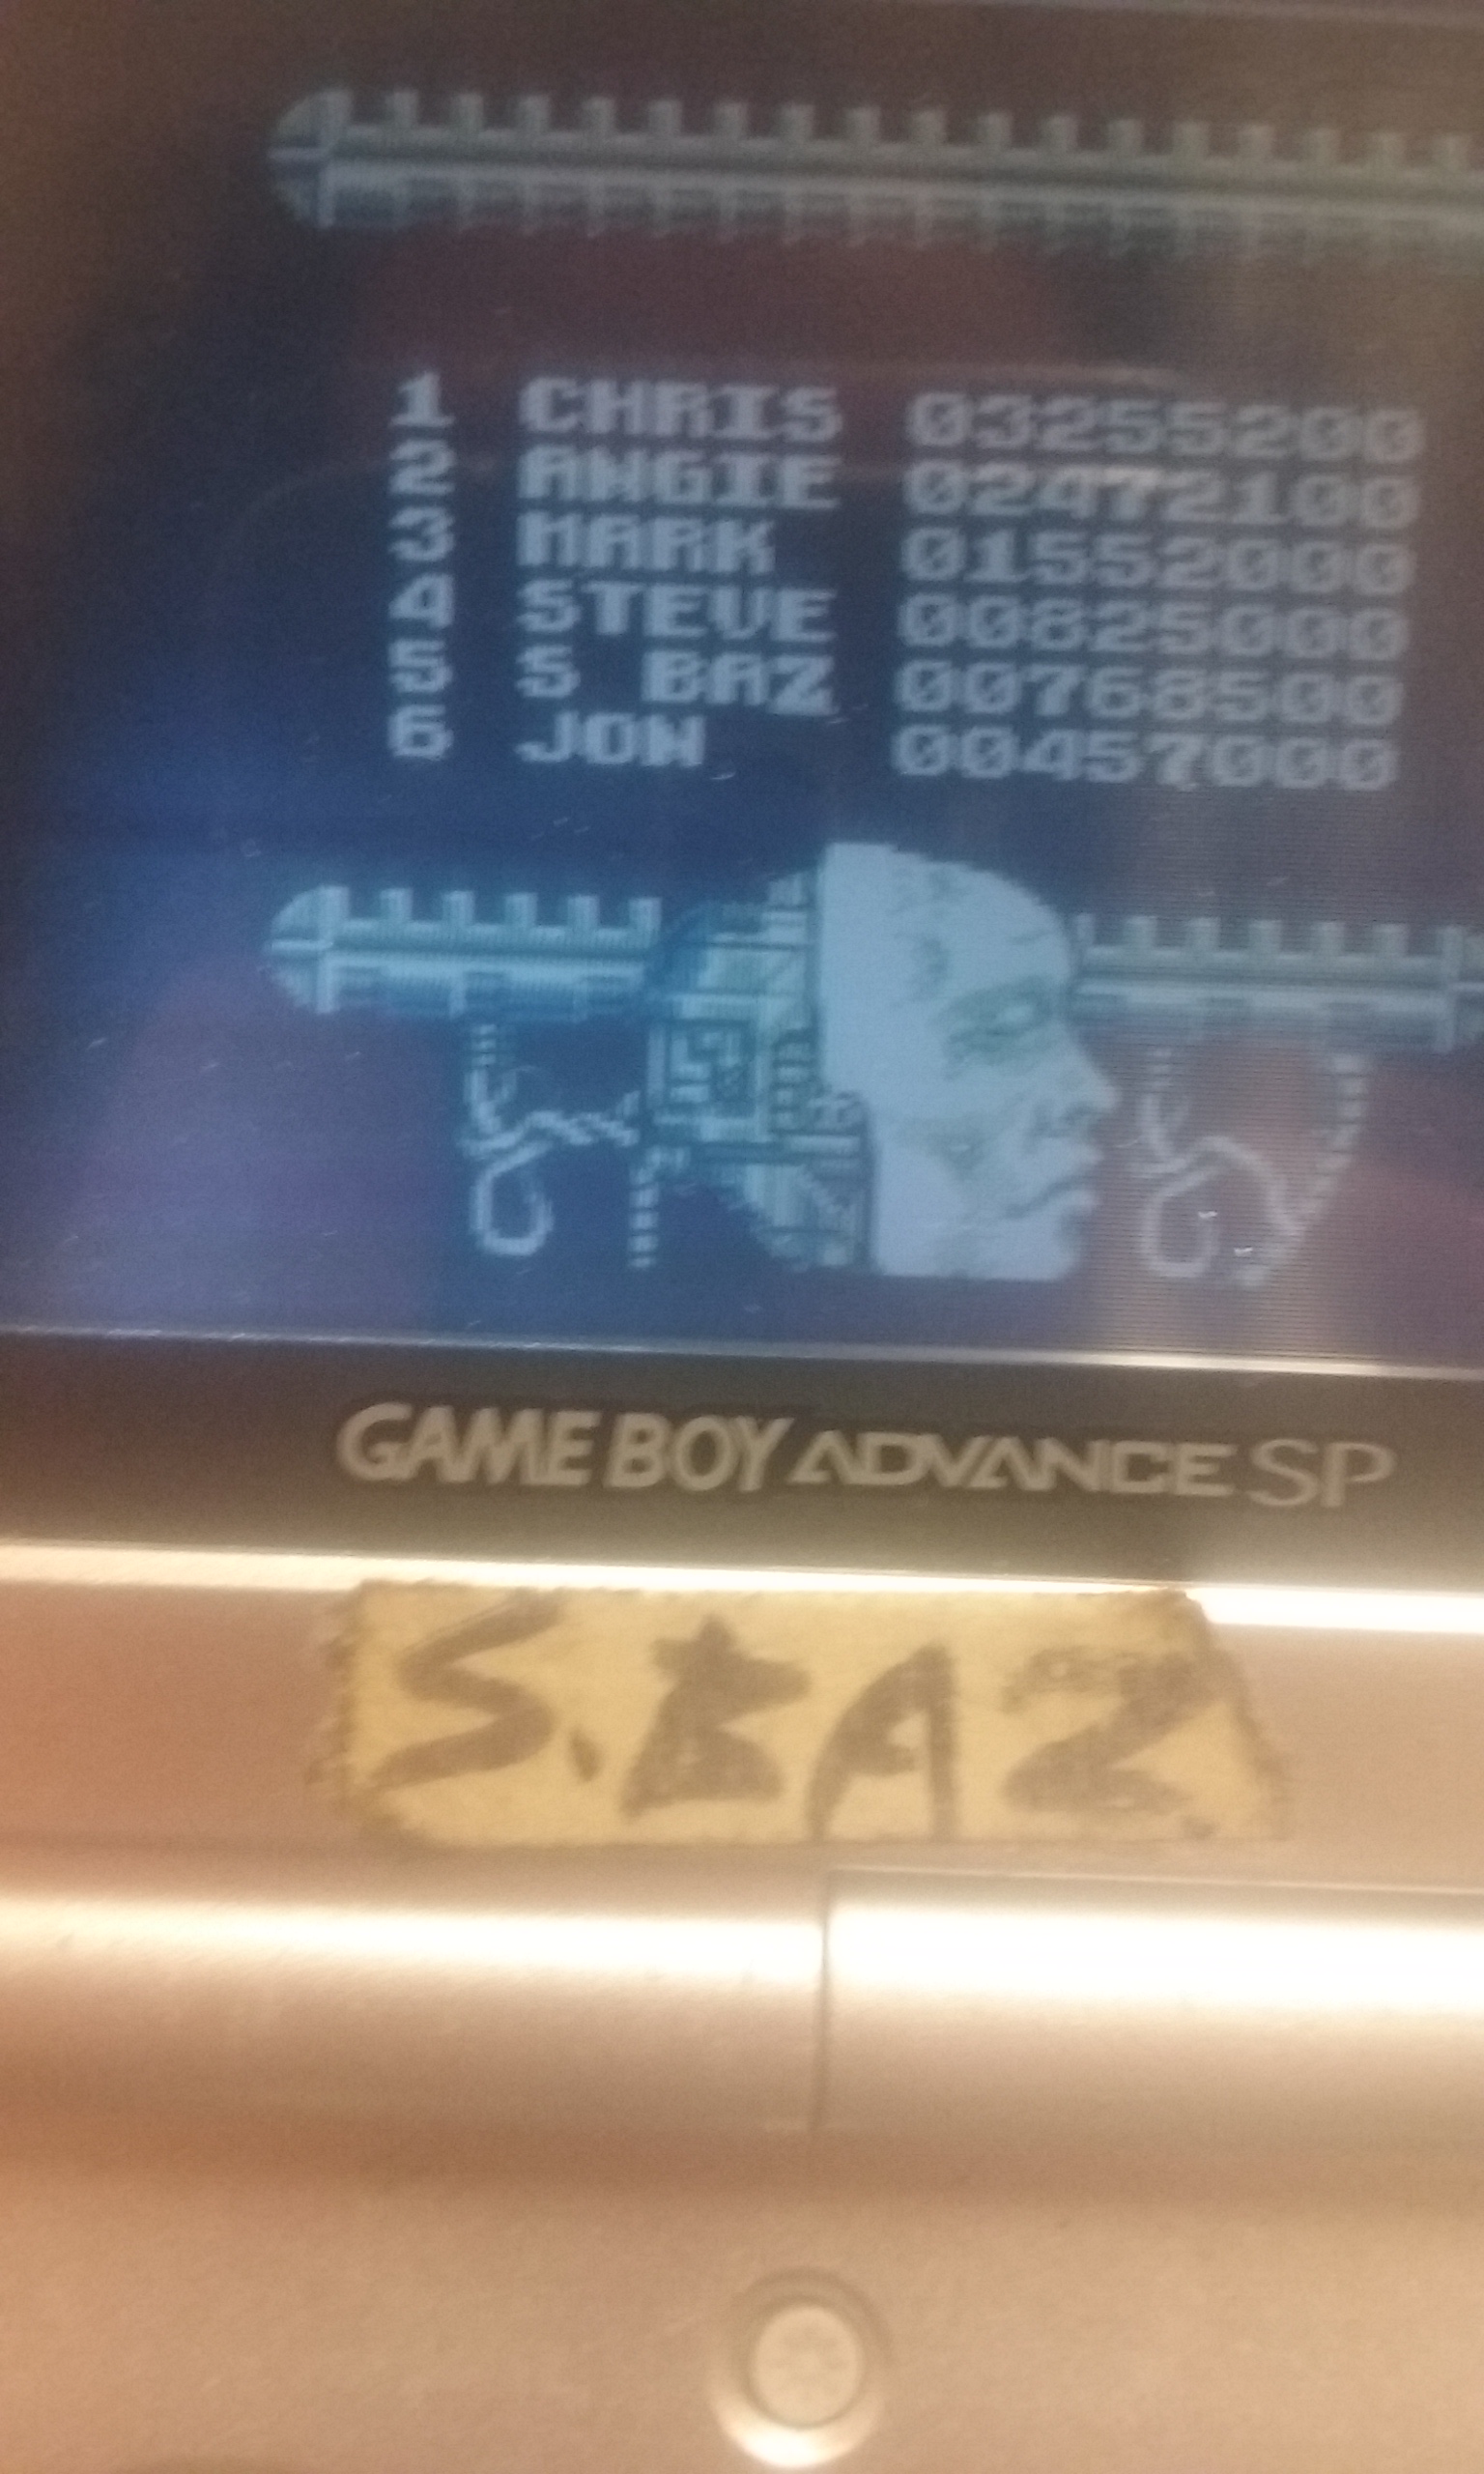 1 CHRIS 03255200
2 ANGIE 02472100
3 MARK 01552000
4 STEVE 00825000
5 S BAZ 00768500
6 JON 00457000
GAME BOY ADVANCE SP
S.BAZ